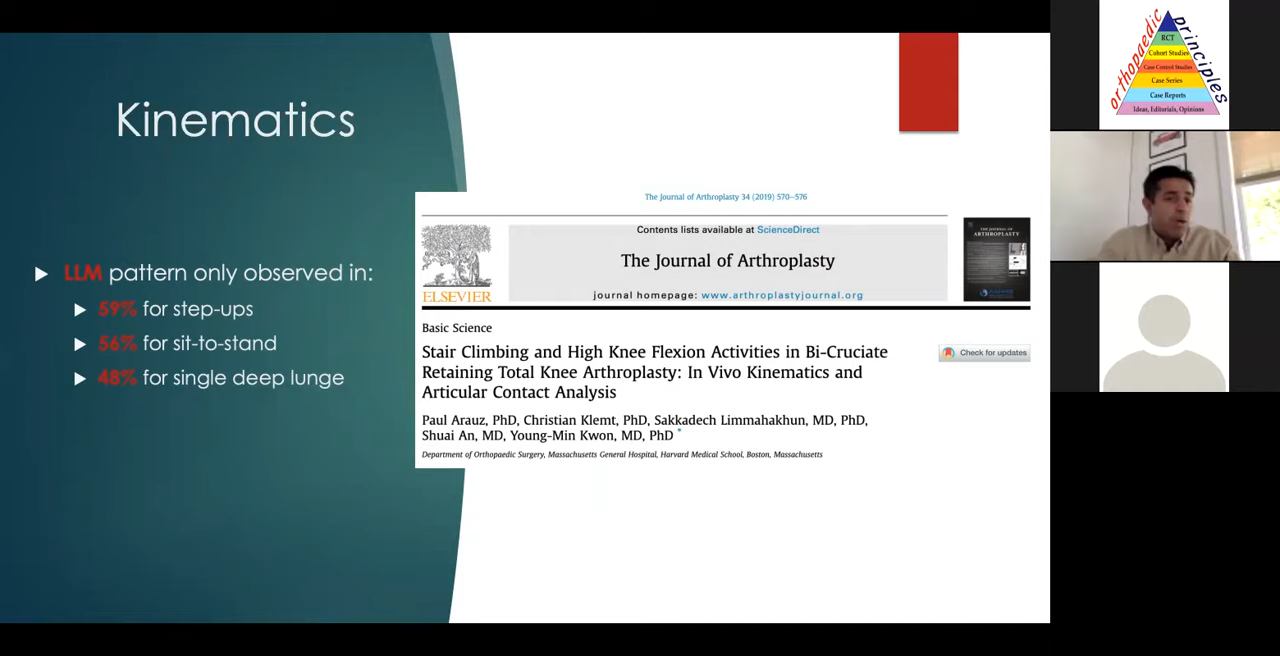 Kinematics
LLM pattern only observed in:
59% for step-ups
56% for sit-to-stand
48% for single deep lunge
The Journal of Arthroplasty 34 (2019) 570–576
Contents lists available at ScienceDirect
The Journal of Arthroplasty
journal homepage: www.arthroplastyjournal.org
ELSEVIER
THE JOURNAL OF
ARTHROPLASTY
Basic Science
Stair Climbing and High Knee Flexion Activities in Bi-Cruciate
Retaining Total Knee Arthroplasty: In Vivo Kinematics and
Articular Contact Analysis
Check for updates
Paul Arauz, PhD, Christian Klemt, PhD, Sakkadech Limmahakhun, MD, PhD,
Shuai An, MD, Young-Min Kwon, MD, PhD *
Department of Orthopaedic Surgery, Massachusetts General Hospital, Harvard Medical School, Boston, Massachusetts
orthopaedic principles
RCT
Cohort Studies
Case Control Studies
Case Series
Case Reports
Ideas, Editorials, Opinions